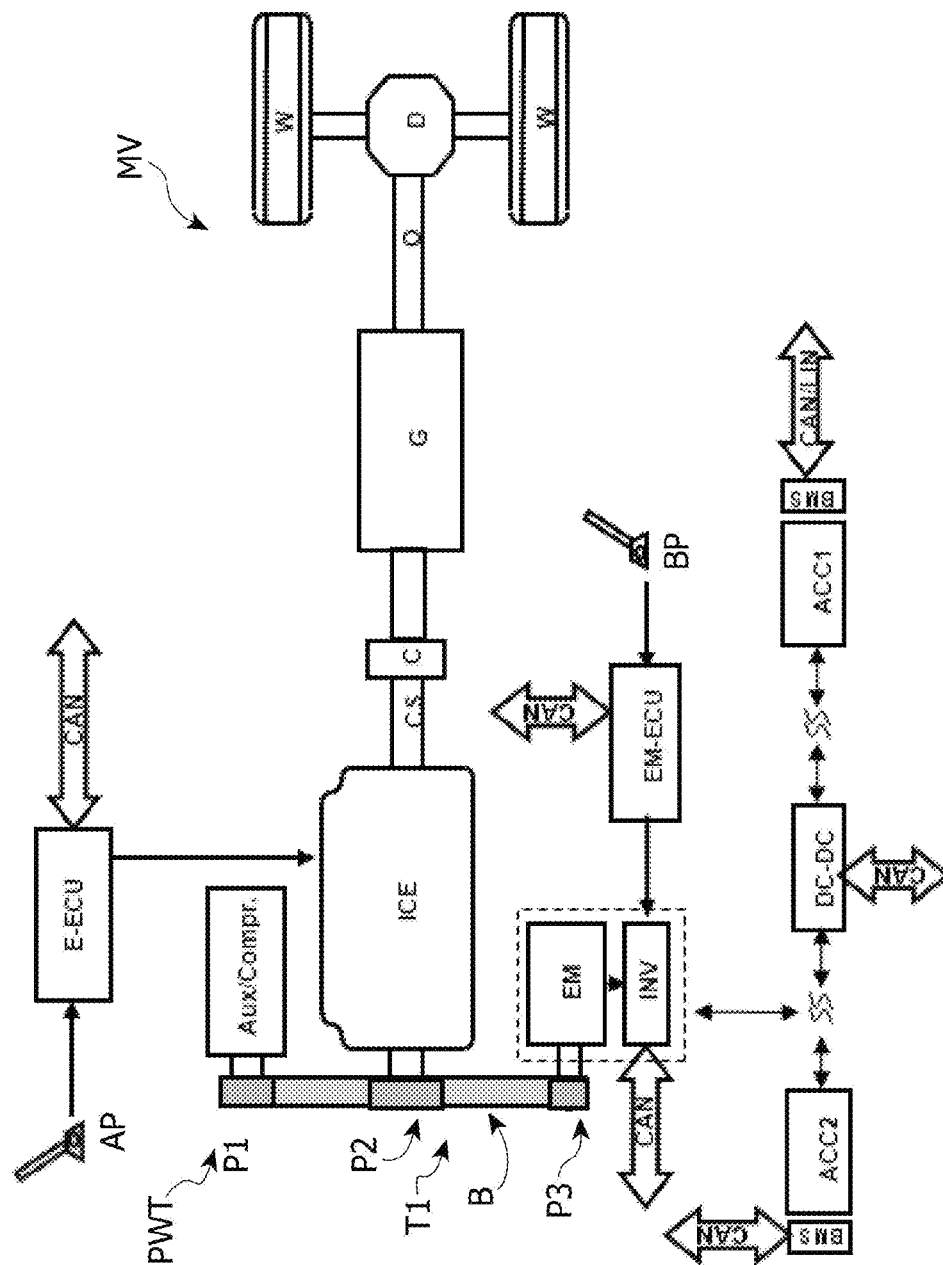 MV
W
D
W
Q
G
C
CS
ICE
CAN
E-ECU
AP
Aux/Compr.
PWT
P1
P2
T1
B
P3
EM
INV
CAN
EM-ECU
CAN
BP
CAN/LIN
BMS
ACC1
DC-DC
CAN
ACC2
BMS
CAN